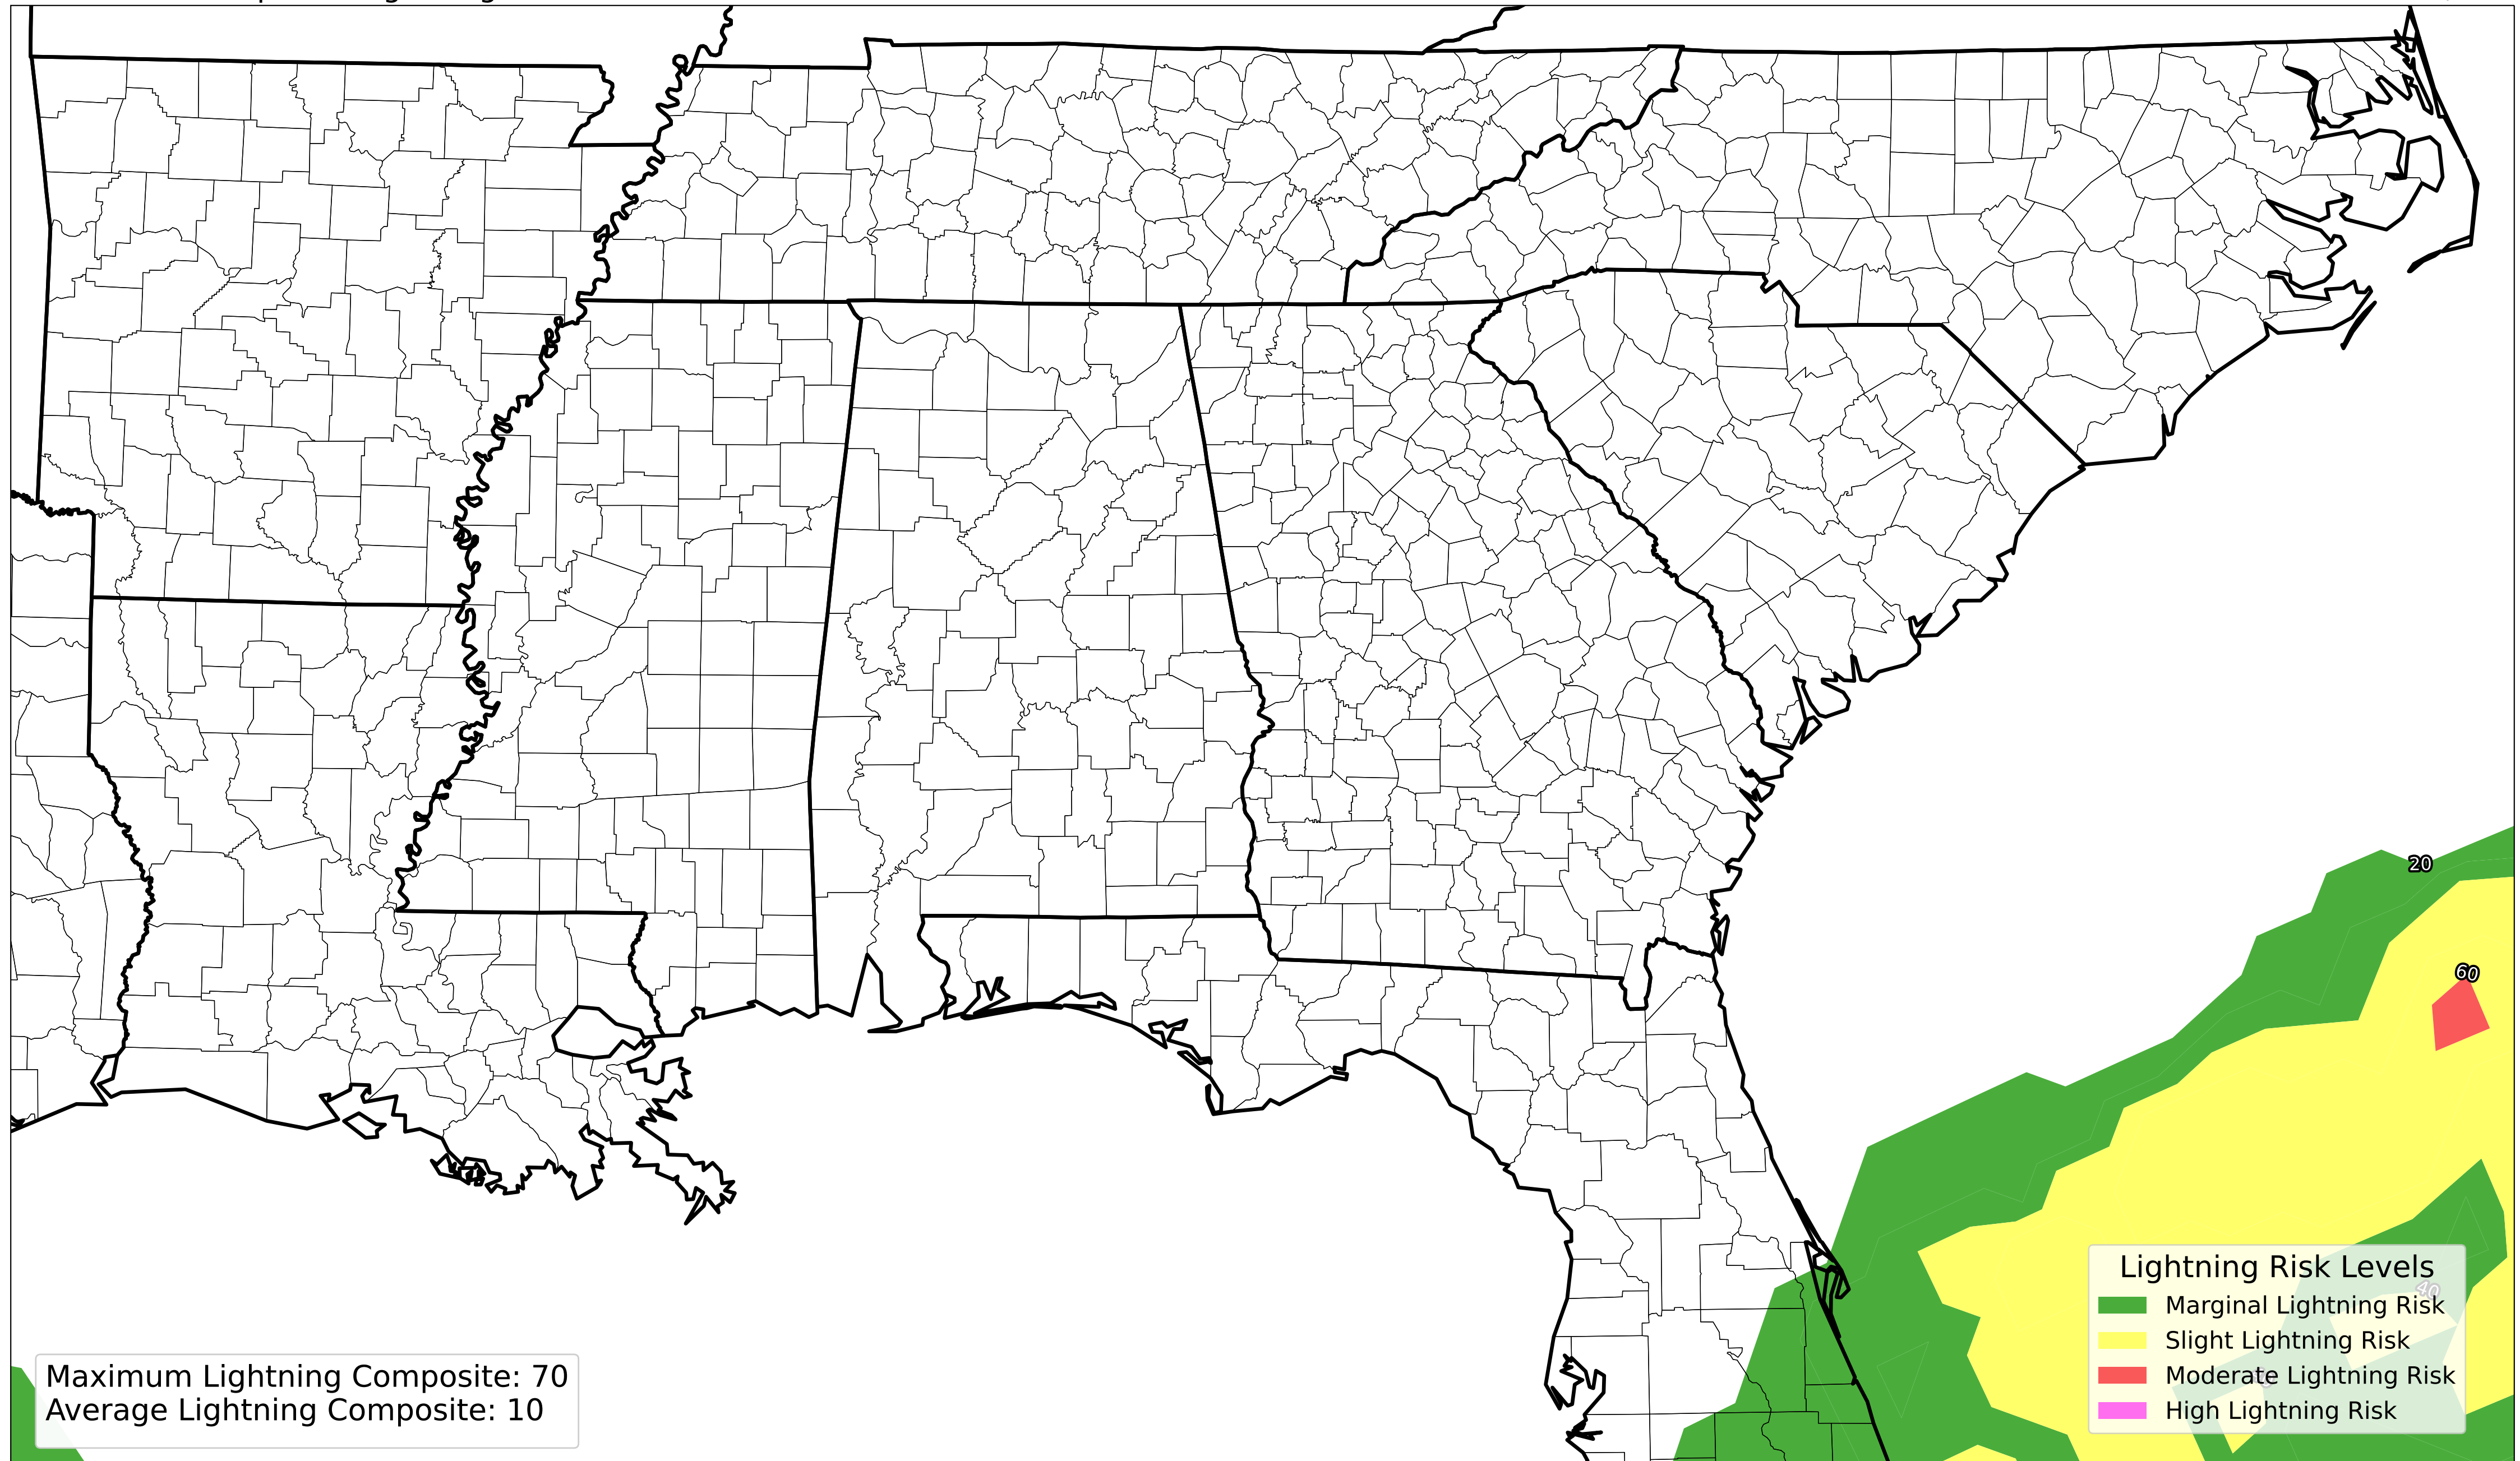 20
60
Lightning Risk Levels
40
Marginal Lightning Risk
Slight Lightning Risk
Moderate Lightning Risk
High Lightning Risk
Maximum Lightning Composite: 70
Average Lightning Composite: 10